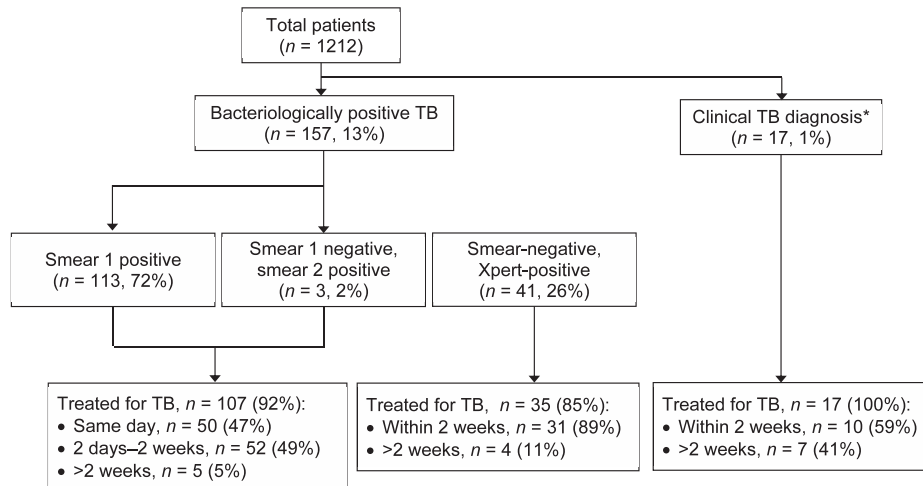 Total patients
(n = 1212)
Bacteriologically positive TB
(n = 157, 13%)
Clinical TB diagnosis*
(n = 17, 1%)
Smear 1 positive
(n = 113, 72%)
Smear 1 negative,
smear 2 positive
(n = 3, 2%)
Smear-negative,
Xpert-positive
(n = 41, 26%)
Treated for TB, n = 107 (92%):
• Same day, n = 50 (47%)
• 2 days–2 weeks, n = 52 (49%)
• >2 weeks, n = 5 (5%)
Treated for TB, n = 35 (85%):
• Within 2 weeks, n = 31 (89%)
• >2 weeks, n = 4 (11%)
Treated for TB, n = 17 (100%):
• Within 2 weeks, n = 10 (59%)
• >2 weeks, n = 7 (41%)